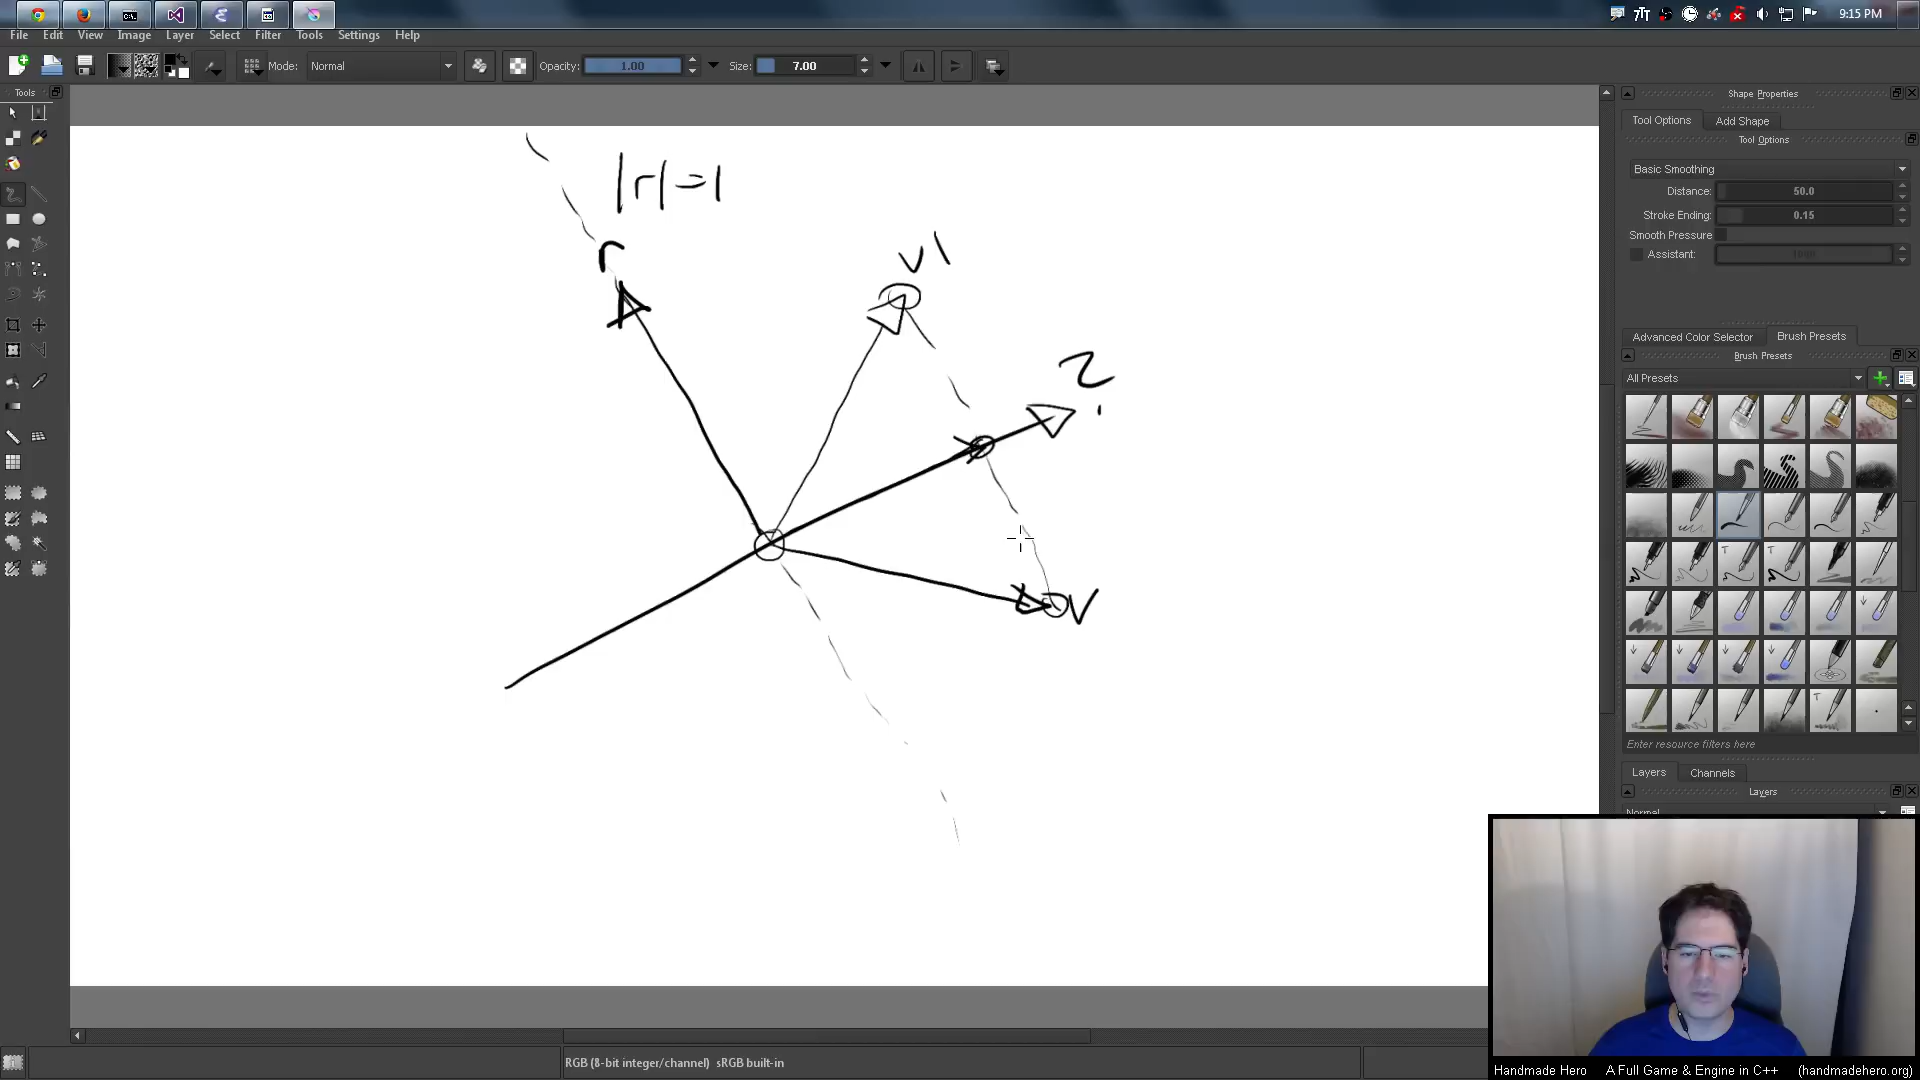 9:15 PM
File Edit View Image Layer Select Filter Tools Settings Help
Mode: Normal Opacity: 1.00 Size: 7.00
Tools
Shape Properties
Tool Options Add Shape
Tool Options
Basic Smoothing
Distance: 50.0
Stroke Ending: 0.15
Smooth Pressure
Assistant:
|r|=1
r
v'
?
v
Advanced Color Selector Brush Presets
Brush Presets
All Presets
Enter resource filters here
Layers Channels
Layers
Normal
RGB (8-bit integer/channel) sRGB built-in
Handmade Hero A Full Game & Engine in C++ (handmadehero.org)